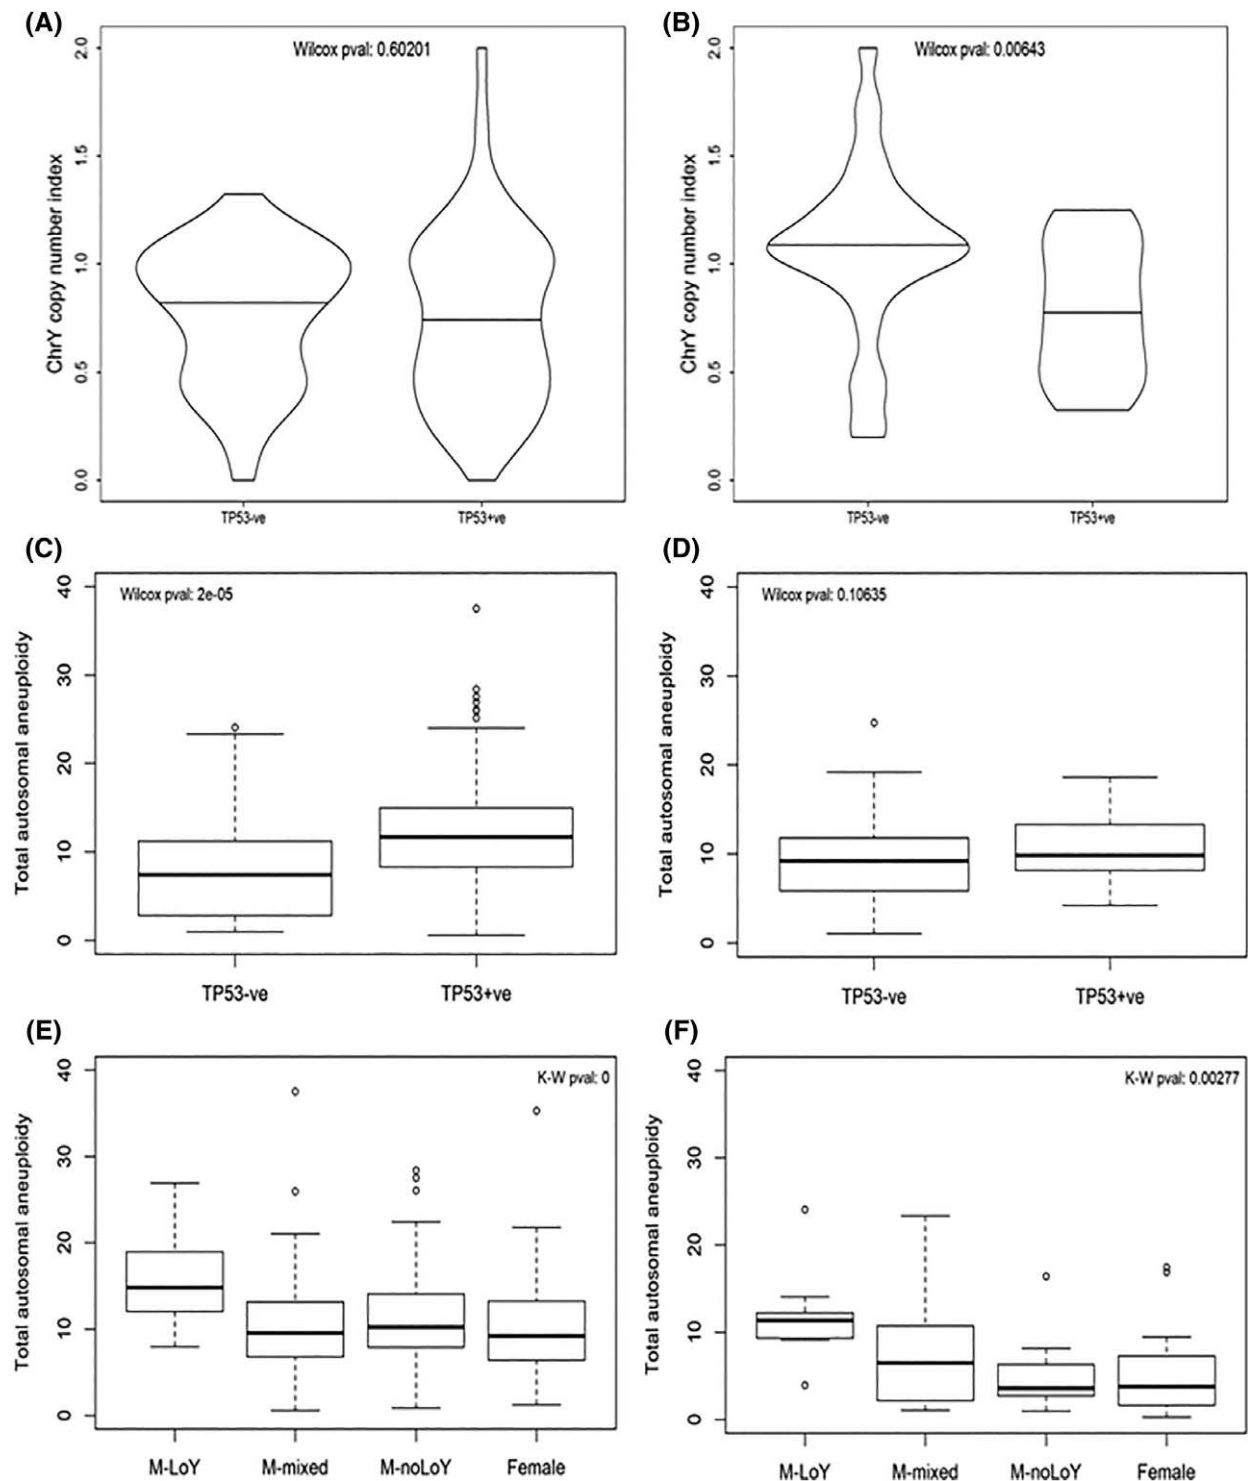 (A)
Wilcox pval: 0.60201
ChrY copy number index
2.0
1.5
1.0
0.5
0.0
TP53-ve
TP53+ve
(B)
Wilcox pval: 0.00643
ChrY copy number index
2.0
1.5
1.0
0.5
0.0
TP53-ve
TP53+ve
(C)
Wilcox pval: 2e-05
Total autosomal aneuploidy
40
30
20
10
0
TP53-ve
TP53+ve
(D)
Wilcox pval: 0.10635
Total autosomal aneuploidy
40
30
20
10
0
TP53-ve
TP53+ve
(E)
K-W pval: 0
Total autosomal aneuploidy
40
30
20
10
0
M-LoY
M-mixed
M-noLoY
Female
(F)
K-W pval: 0.00277
Total autosomal aneuploidy
40
30
20
10
0
M-LoY
M-mixed
M-noLoY
Female